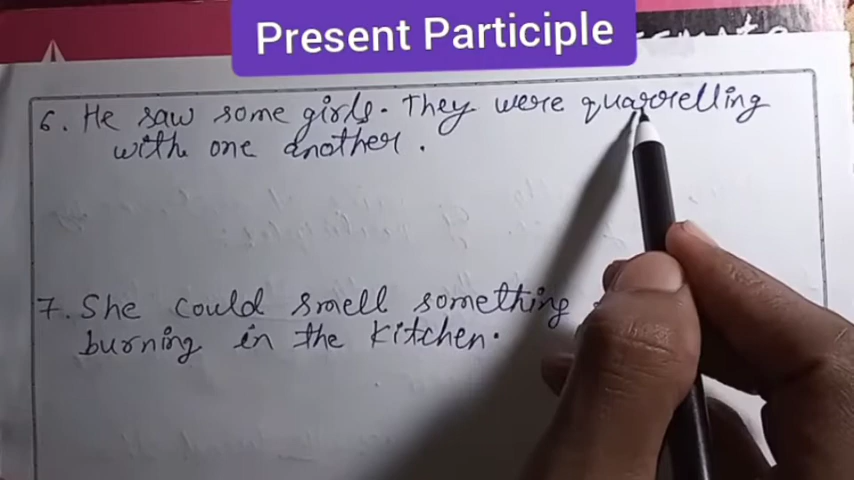 Present Participle
6. He saw some girls. They were quarrelling
with one another.
7. She could smell something
burning in the kitchen.